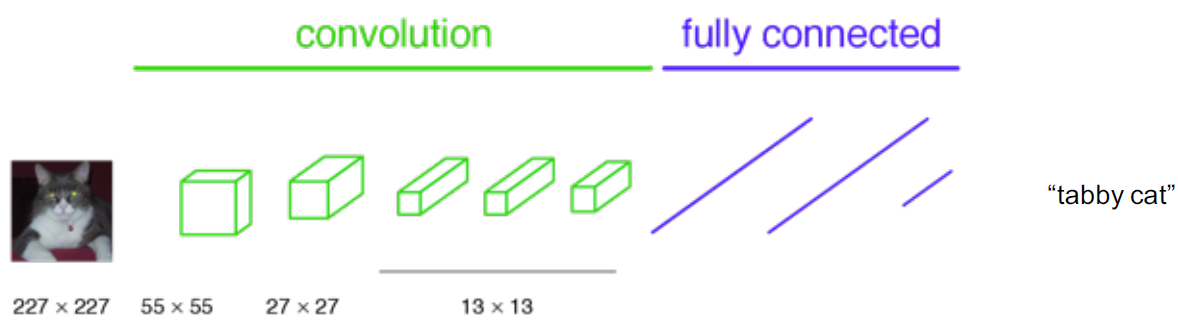 convolution fully connected
“tabby cat”
227 × 227 55 × 55 27 × 27 13 × 13